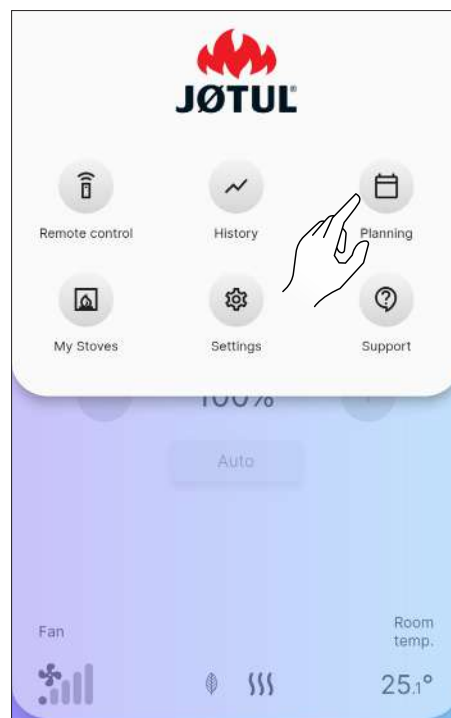 JØTUL
Remote control History Planning
My Stoves Settings Support
100%
Auto
Fan
Room
temp.
25.1°